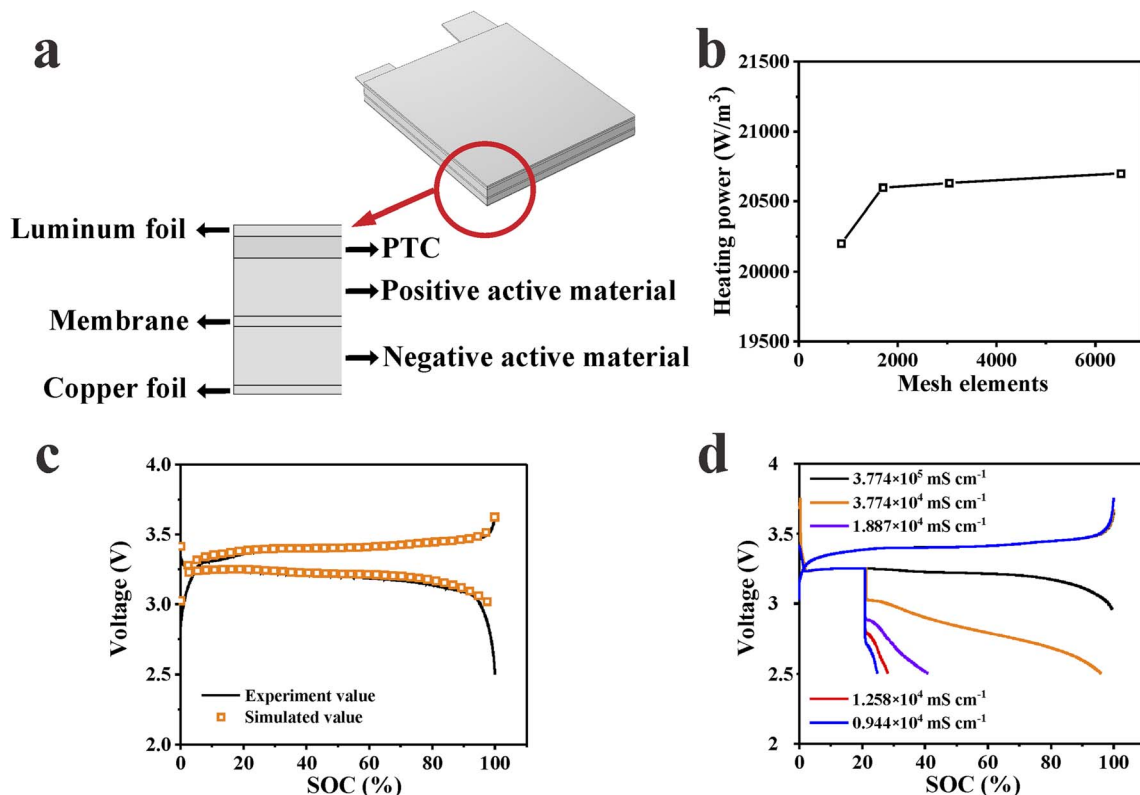 a
Luminum foil
PTC
Positive active material
Membrane
Negative active material
Copper foil
b
21500
21000
20500
20000
19500
Heating power (W/m³)
0 2000 4000 6000
Mesh elements
c
4.0
3.5
3.0
2.5
2.0
Voltage (V)
Experiment value
Simulated value
0 20 40 60 80 100
SOC (%)
d
4
3.5
3.0
2.5
2
Voltage (V)
3.774×10⁵ mS cm⁻¹
3.774×10⁴ mS cm⁻¹
1.887×10⁴ mS cm⁻¹
1.258×10⁴ mS cm⁻¹
0.944×10⁴ mS cm⁻¹
0 20 40 60 80 100
SOC (%)